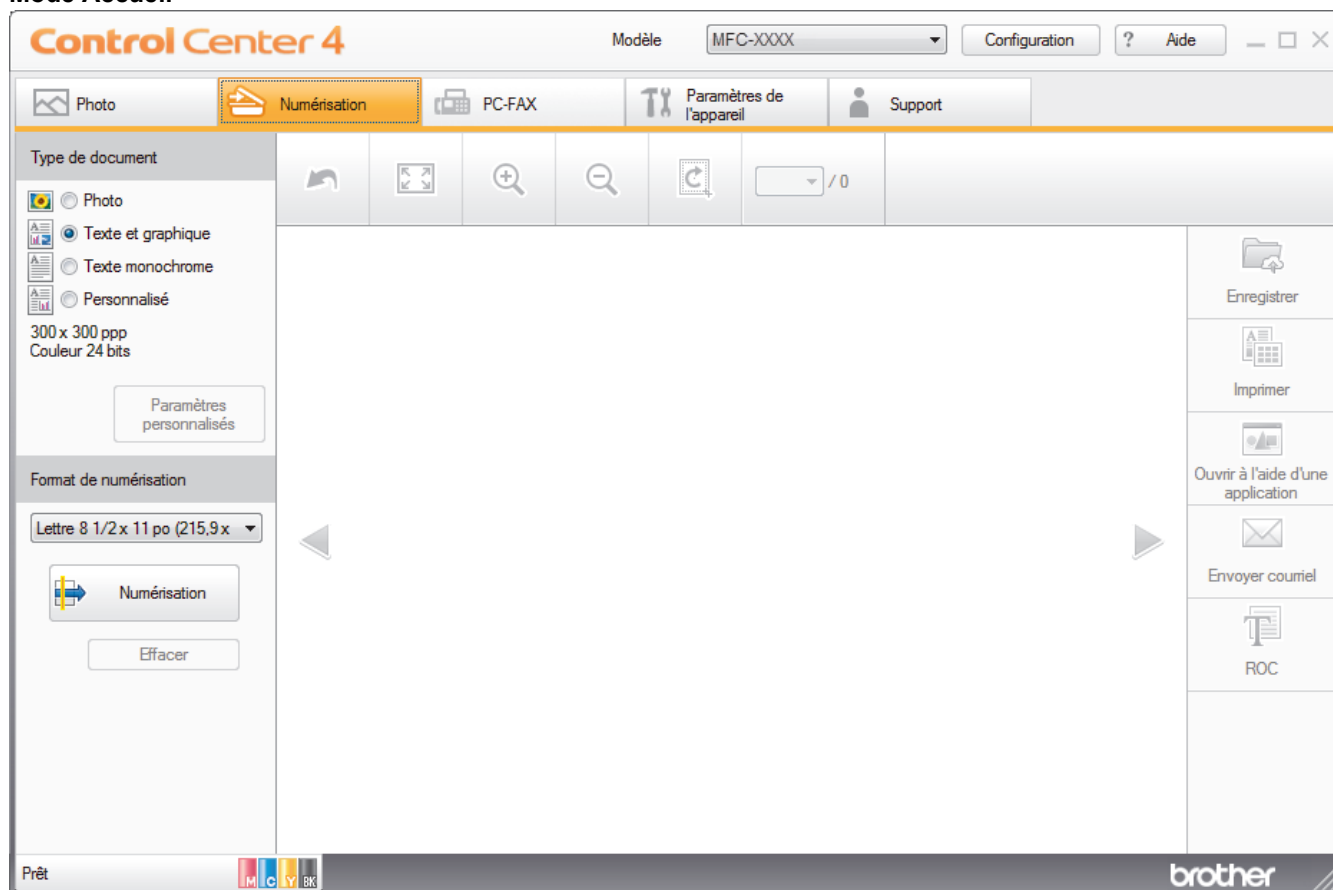 Mode Accueil
Control Center 4
Modèle
MFC-XXXX
Configuration
? Aide
Photo
Numérisation
PC-FAX
Paramètres de
l'appareil
Support
Type de document
/ 0
Photo
Texte et graphique
Texte monochrome
Personnalisé
300 x 300 ppp
Couleur 24 bits
Paramètres
personnalisés
Format de numérisation
Lettre 8 1/2 x 11 po (215,9 x
Numérisation
Effacer
Enregistrer
Imprimer
Ouvrir à l'aide d'une
application
Envoyer courriel
ROC
Prêt
M C Y BK
brother